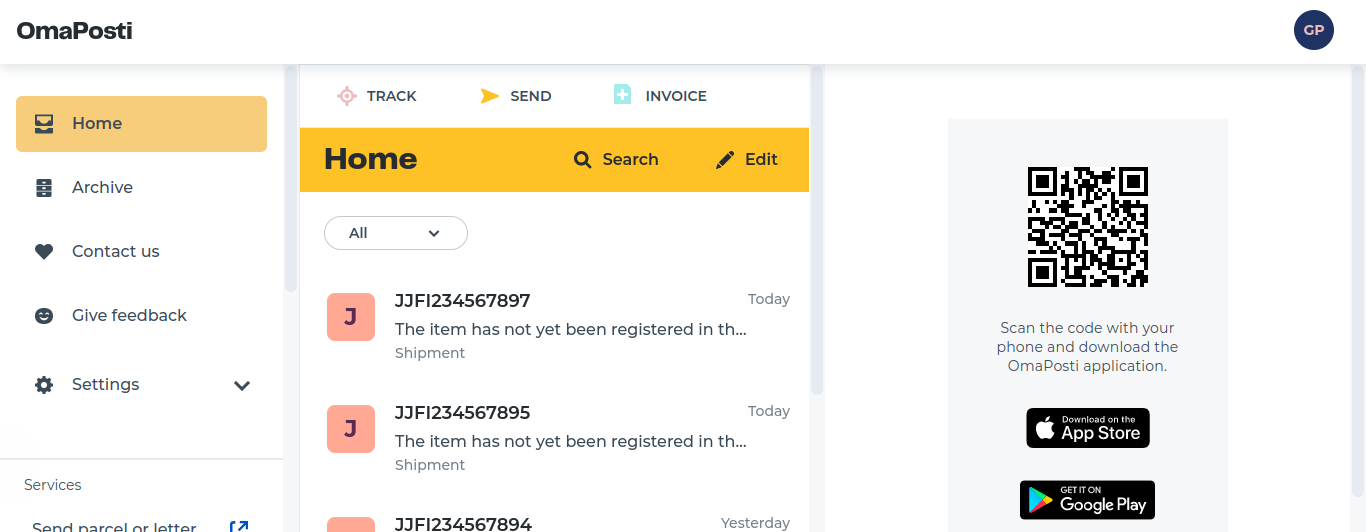 OmaPosti
GP
Home
Archive
Contact us
Give feedback
Settings
Services
Send parcel or letter
TRACK
SEND
INVOICE
Home
Search
Edit
All
JJFI234567897
Today
The item has not yet been registered in th...
Shipment
JJFI234567895
Today
The item has not yet been registered in th...
Shipment
JJFI234567894
Yesterday
Scan the code with your
phone and download the
OmaPosti application.
Download on the
App Store
GET IT ON
Google Play